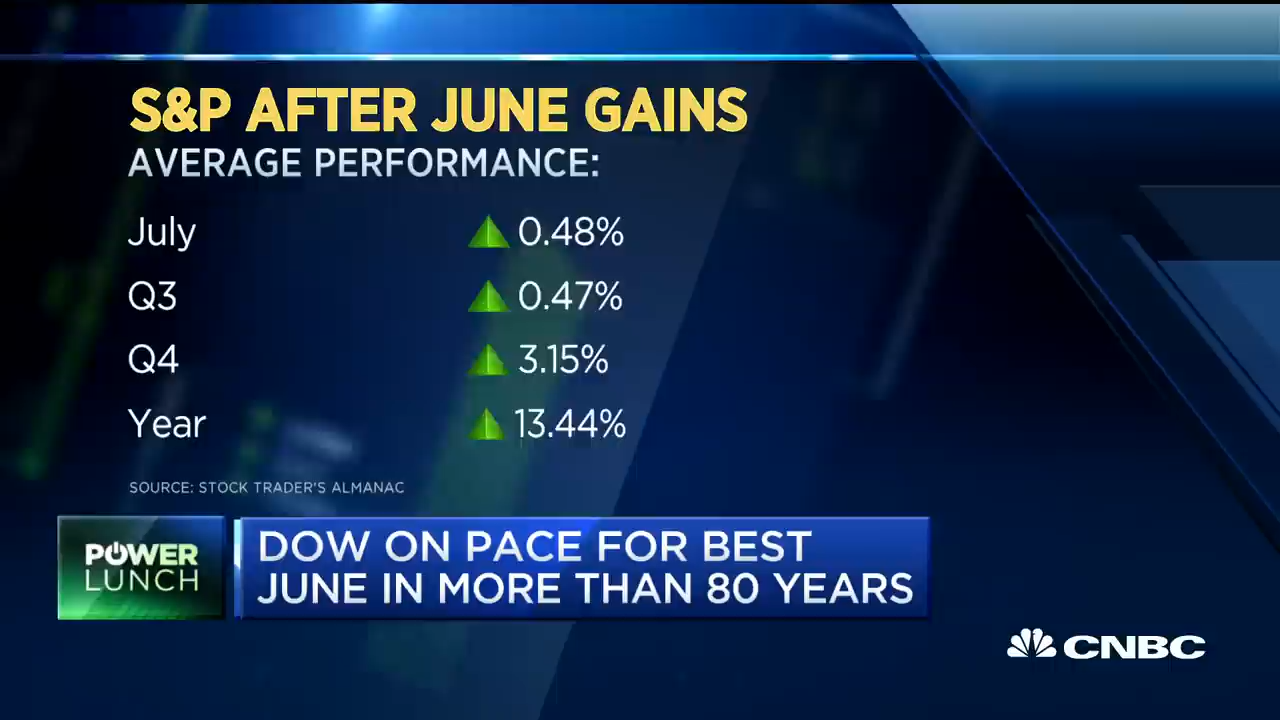 S&P AFTER JUNE GAINS
AVERAGE PERFORMANCE:
July 0.48%
Q3 0.47%
Q4 3.15%
Year 13.44%
SOURCE: STOCK TRADER'S ALMANAC
POWER
LUNCH
DOW ON PACE FOR BEST
JUNE IN MORE THAN 80 YEARS
CNBC